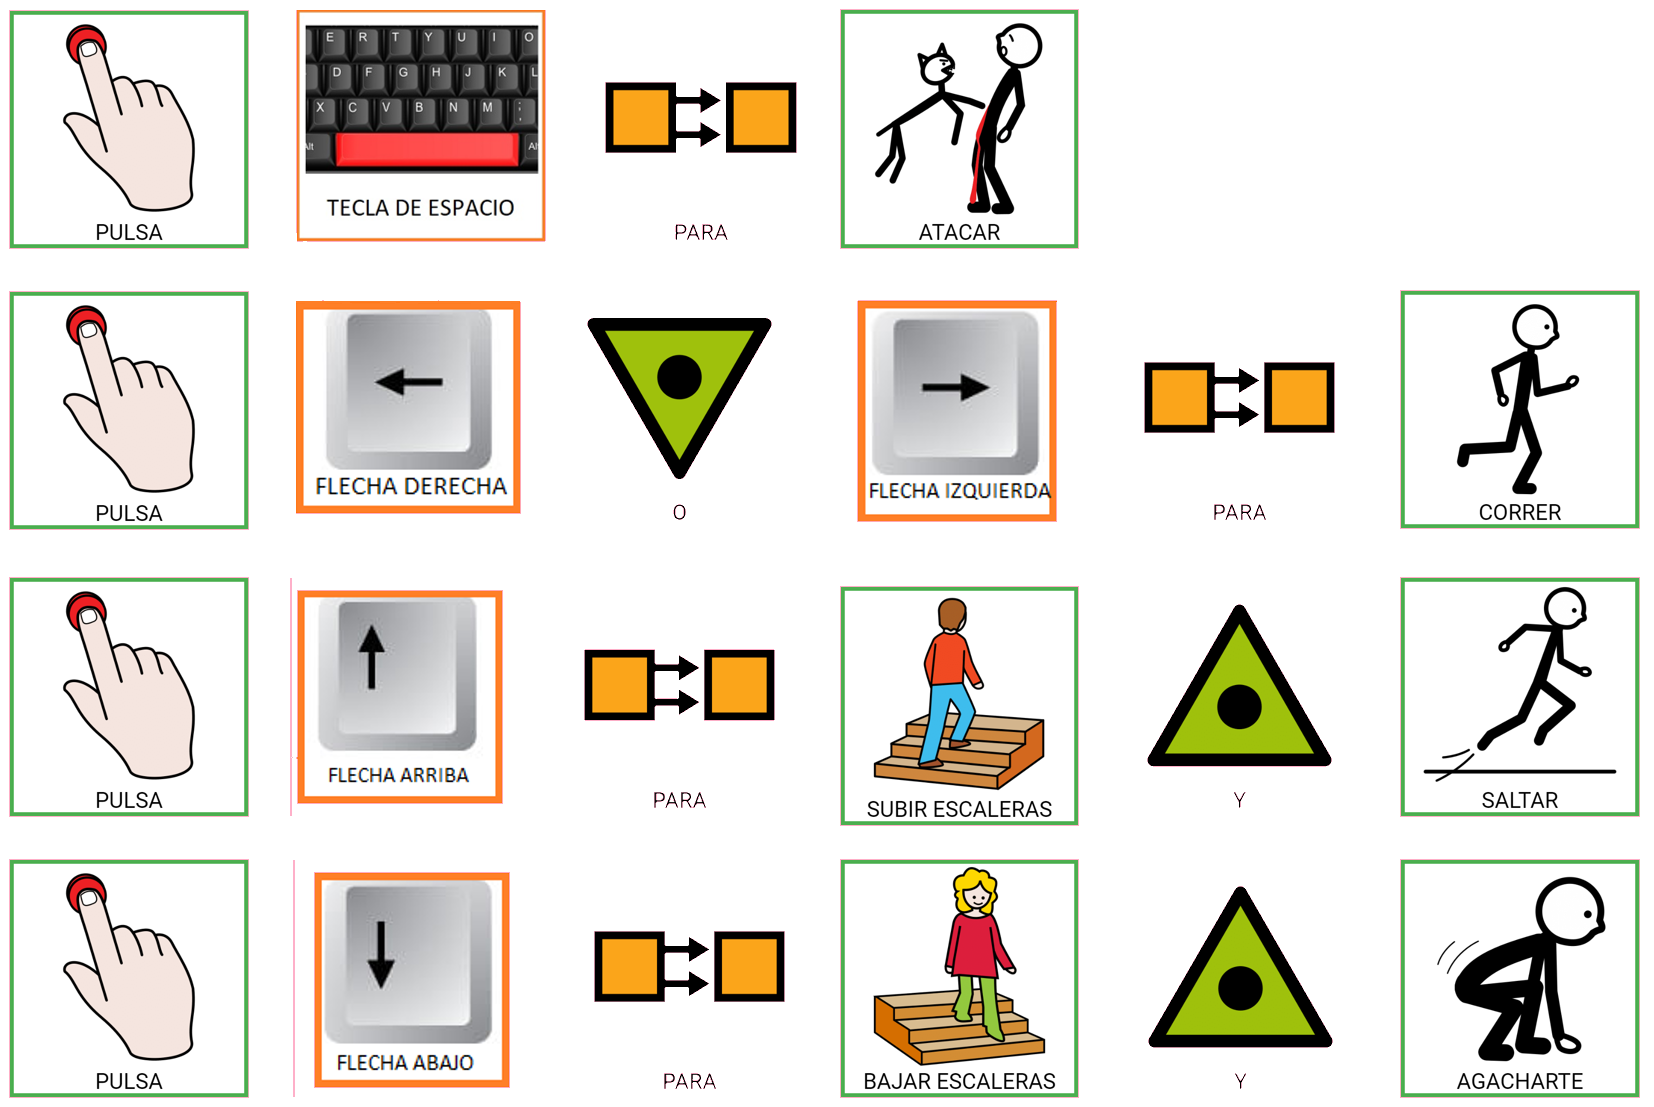 E R T Y U I O
D F G H J K L
X C V B N M ; :
Alt Alt
TECLA DE ESPACIO
PULSA
PARA
ATACAR
PULSA
FLECHA DERECHA
O
FLECHA IZQUIERDA
PARA
CORRER
PULSA
FLECHA ARRIBA
PARA
SUBIR ESCALERAS
Y
SALTAR
PULSA
FLECHA ABAJO
PARA
BAJAR ESCALERAS
Y
AGACHARTE